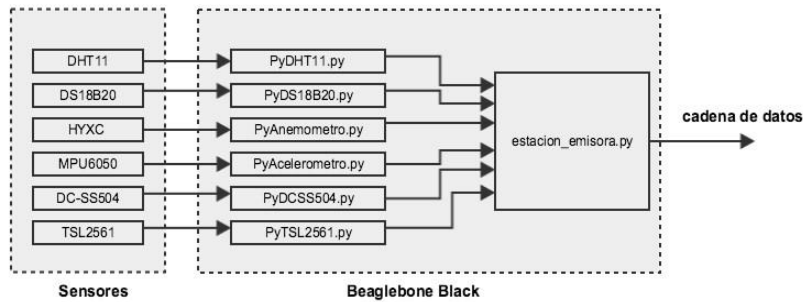 DHT11
DS18B20
HYXC
MPU6050
DC-SS504
TSL2561
Sensores
PyDHT11.py
PyDS18B20.py
PyAnemometro.py
PyAcelerometro.py
PyDCSS504.py
PyTSL2561.py
estacion_emisora.py
Beaglebone Black
cadena de datos